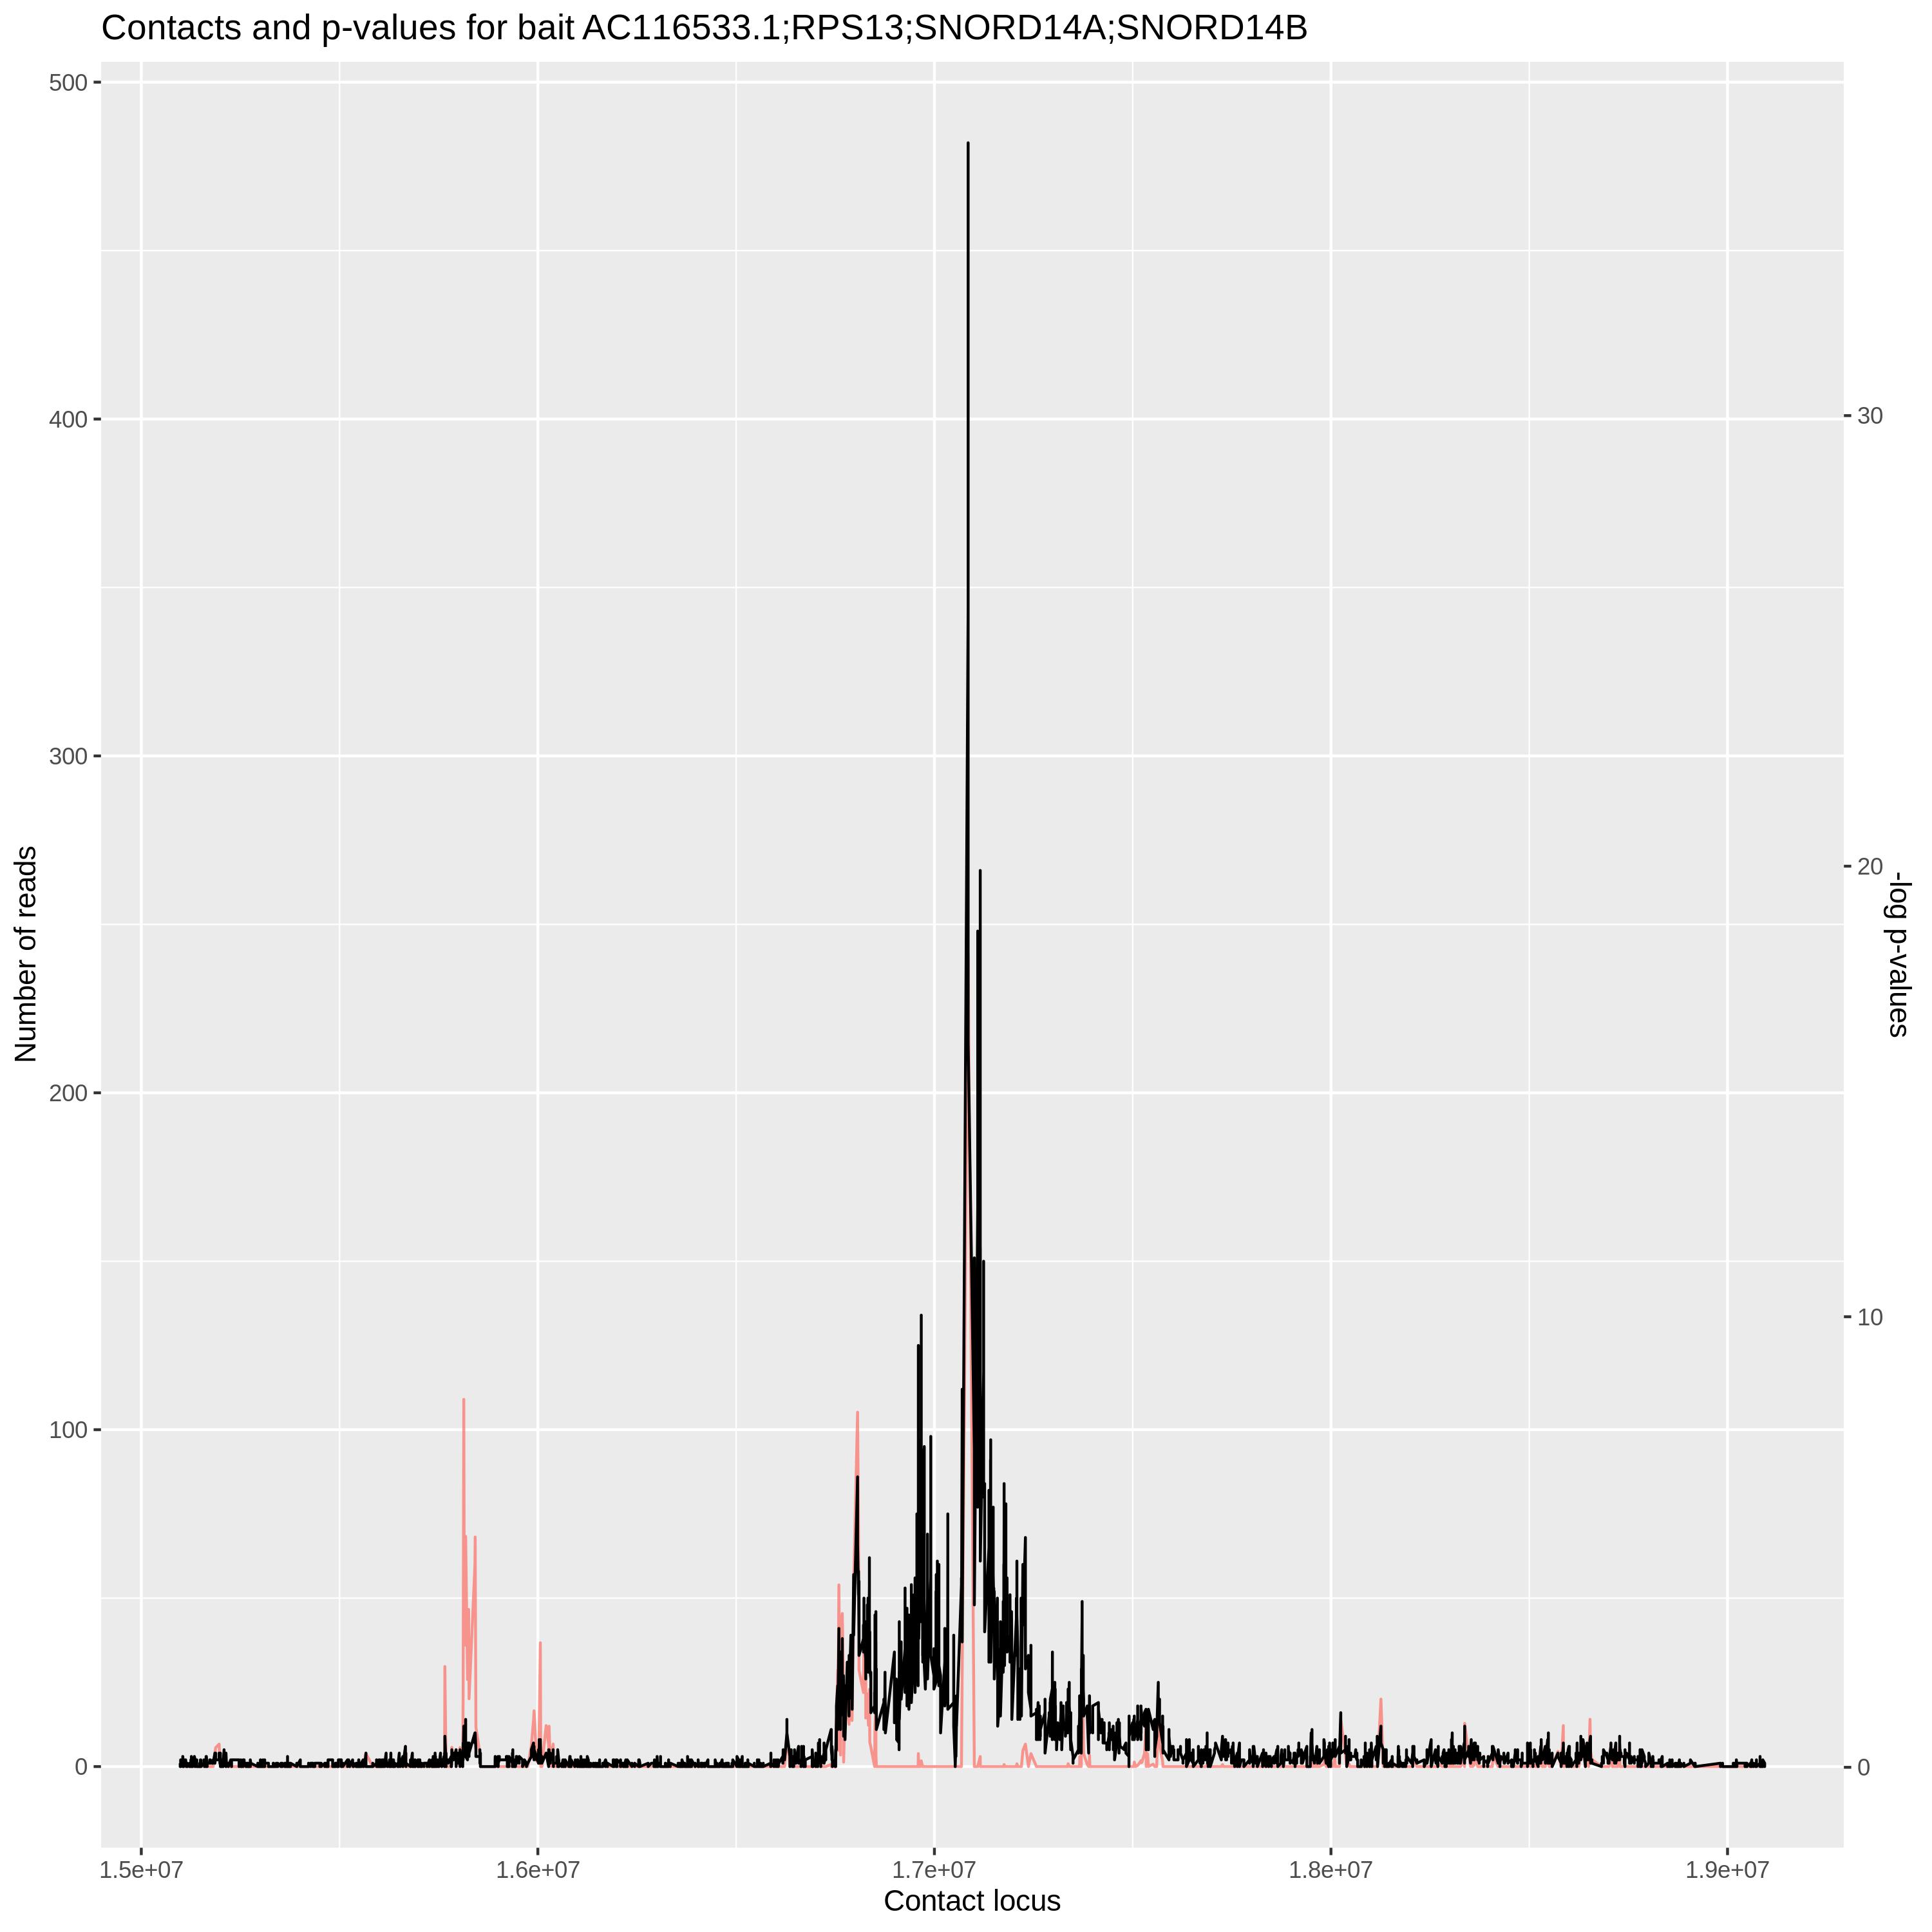 Contacts and p-values for bait AC116533.1;RPS13;SNORD14A;SNORD14B
500
400
300
200
100
0
Number of reads
30
20
10
0
-log p-values
1.5e+07
1.6e+07
1.7e+07
1.8e+07
1.9e+07
Contact locus